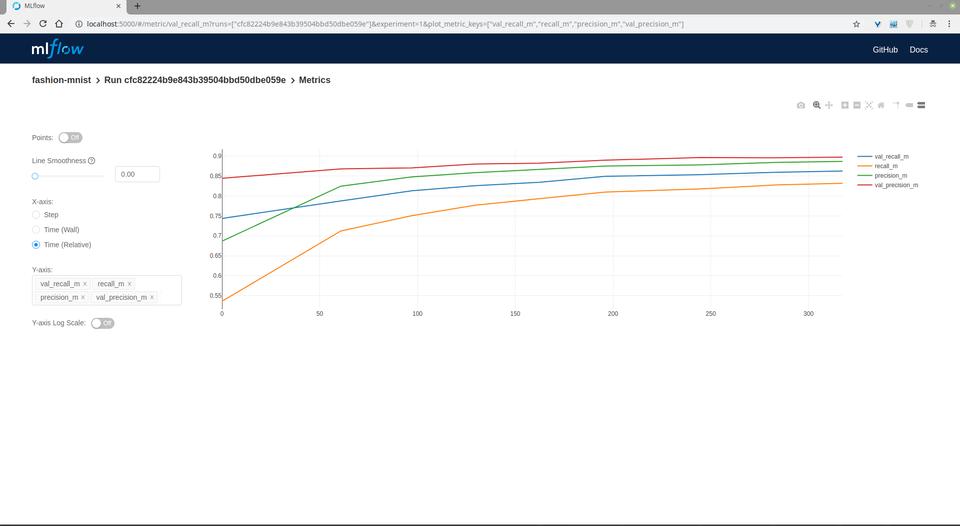 MLflow
localhost:5000/#/metric/val_recall_m?runs=["cfc82224b9e843b39504bbd50dbe059e"]&experiment=1&plot_metric_keys=["val_recall_m","recall_m","precision_m","val_precision_m"]
mlflow
GitHub Docs
fashion-mnist > Run cfc82224b9e843b39504bbd50dbe059e > Metrics
Points: Off
Line Smoothness ?
0.00
X-axis:
Step
Time (Wall)
Time (Relative)
Y-axis:
val_recall_m x recall_m x
precision_m x val_precision_m x
Y-axis Log Scale: Off
0.9
0.85
0.8
0.75
0.7
0.65
0.6
0.55
0 50 100 150 200 250 300
val_recall_m
recall_m
precision_m
val_precision_m